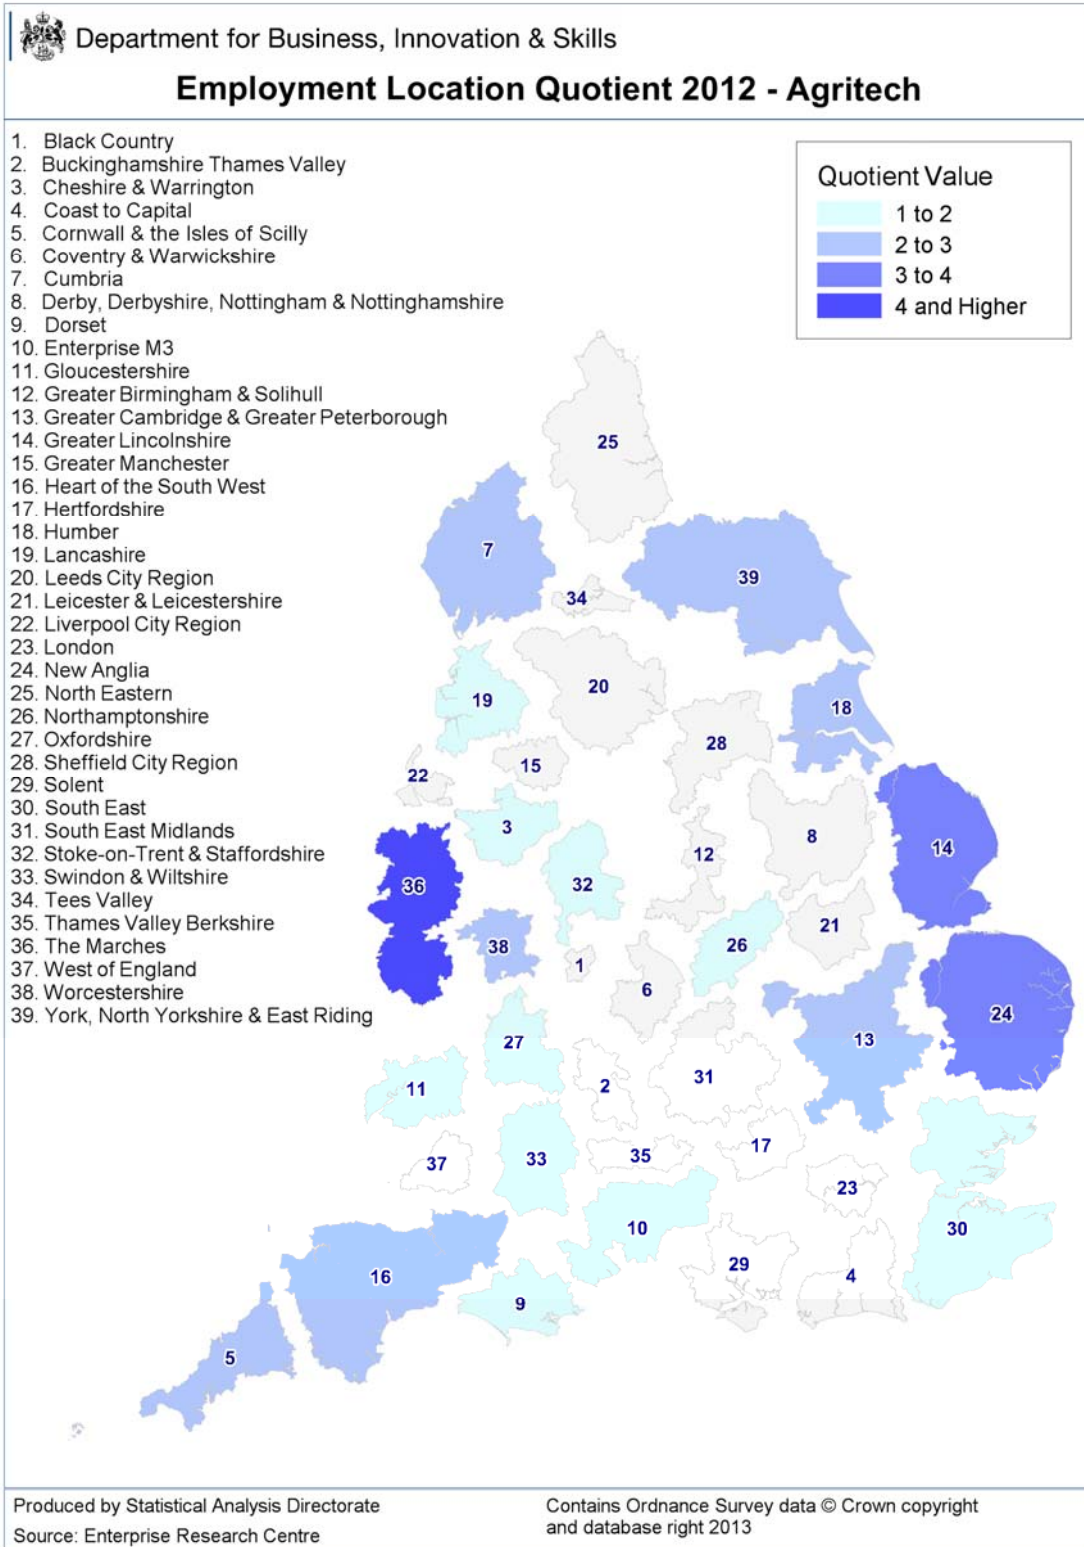 Department for Business, Innovation & Skills
Employment Location Quotient 2012 - Agritech
1. Black Country
2. Buckinghamshire Thames Valley
3. Cheshire & Warrington
4. Coast to Capital
5. Cornwall & the Isles of Scilly
6. Coventry & Warwickshire
7. Cumbria
8. Derby, Derbyshire, Nottingham & Nottinghamshire
9. Dorset
10. Enterprise M3
11. Gloucestershire
12. Greater Birmingham & Solihull
13. Greater Cambridge & Greater Peterborough
14. Greater Lincolnshire
15. Greater Manchester
16. Heart of the South West
17. Hertfordshire
18. Humber
19. Lancashire
20. Leeds City Region
21. Leicester & Leicestershire
22. Liverpool City Region
23. London
24. New Anglia
25. North Eastern
26. Northamptonshire
27. Oxfordshire
28. Sheffield City Region
29. Solent
30. South East
31. South East Midlands
32. Stoke-on-Trent & Staffordshire
33. Swindon & Wiltshire
34. Tees Valley
35. Thames Valley Berkshire
36. The Marches
37. West of England
38. Worcestershire
39. York, North Yorkshire & East Riding
Quotient Value
1 to 2
2 to 3
3 to 4
4 and Higher
25
7
39
34
20
19
18
28
15
22
3
8
14
12
36
32
21
26
38
1
6
24
13
27
31
2
11
17
35
33
37
23
10
30
29
4
16
9
5
Produced by Statistical Analysis Directorate
Source: Enterprise Research Centre
Contains Ordnance Survey data © Crown copyright
and database right 2013